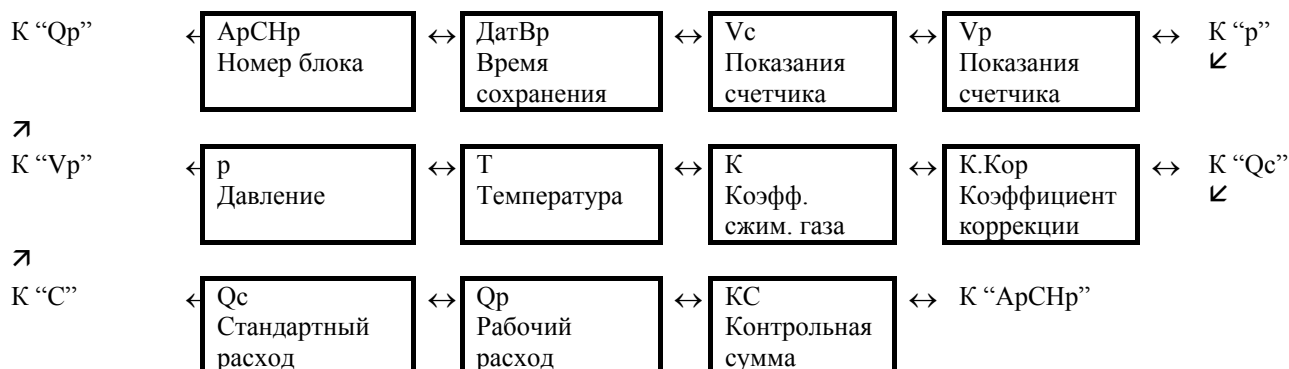 К “Qp” ← АрСНр ↔ ДатВр ↔ Vc ↔ Vp ↔ К “p”
Номер блока Время Показания Показания ↙
сохранения счетчика счетчика
↗
К “Vp” ← p ↔ T ↔ К ↔ К.Кор ↔ К “Qc”
Давление Температура Коэфф. Коэффициент ↙
сжим. газа коррекции
↗
К “С” ← Qc ↔ Qp ↔ КС ↔ К “АрСНр”
Стандартный Рабочий Контрольная
расход расход сумма